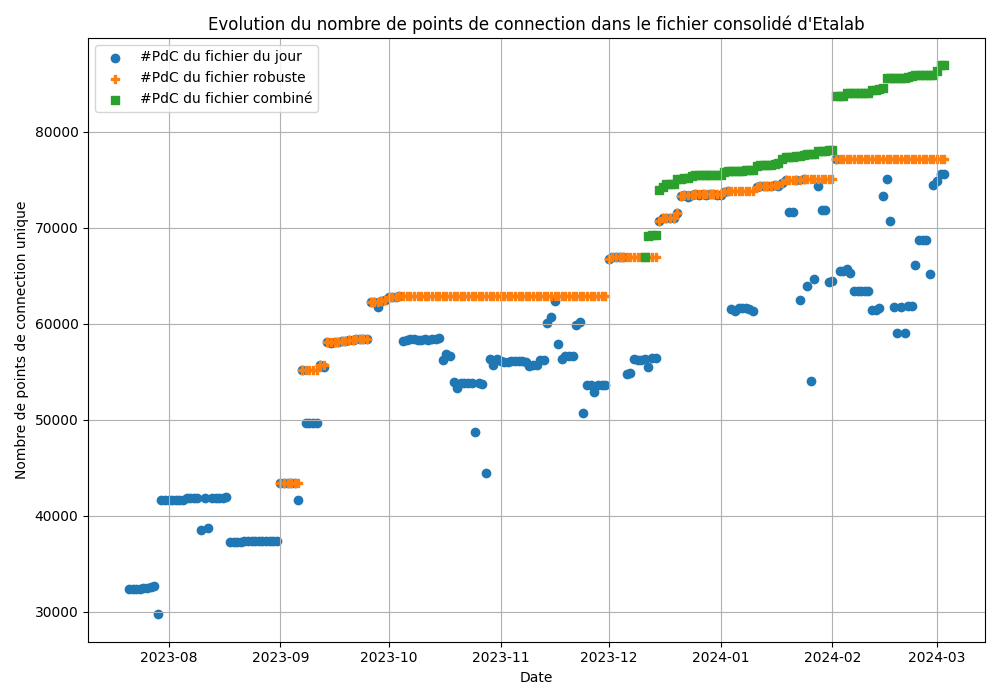 Evolution du nombre de points de connection dans le fichier consolidé d'Etalab
#PdC du fichier du jour
#PdC du fichier robuste
#PdC du fichier combiné
Nombre de points de connection unique
80000
70000
60000
50000
40000
30000
2023-08
2023-09
2023-10
2023-11
2023-12
2024-01
2024-02
2024-03
Date